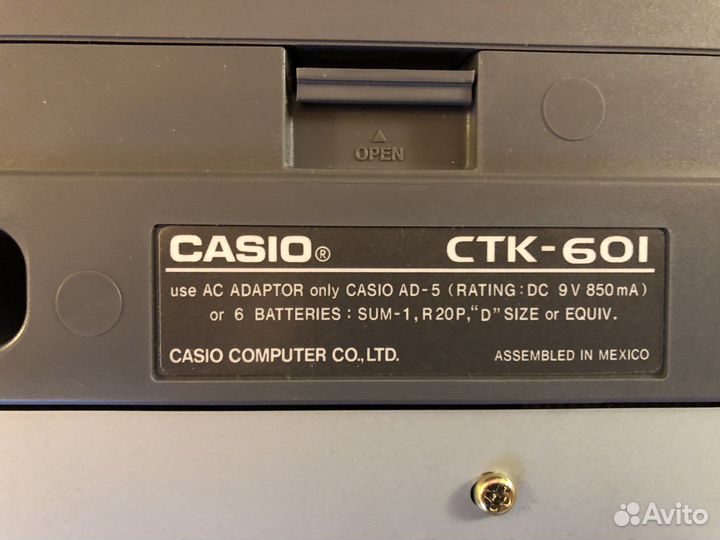 OPEN
CASIO® CTK-601
use AC ADAPTOR only CASIO AD-5 (RATING: DC 9V 850mA)
or 6 BATTERIES: SUM-1, R20P, "D" SIZE or EQUIV.
CASIO COMPUTER CO., LTD. ASSEMBLED IN MEXICO
Avito